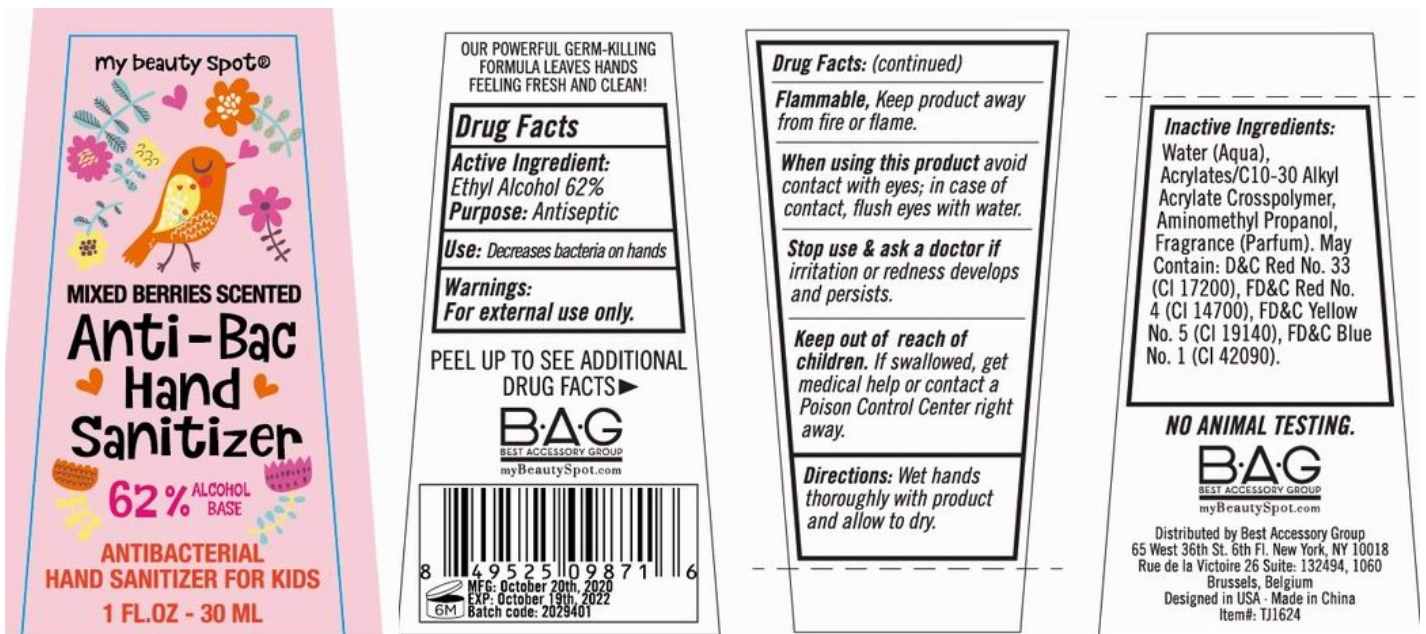 my beauty spot®
MIXED BERRIES SCENTED
Anti-Bac
Hand
Sanitizer
62% ALCOHOL
BASE
ANTIBACTERIAL
HAND SANITIZER FOR KIDS
1 FL.OZ - 30 ML
OUR POWERFUL GERM-KILLING
FORMULA LEAVES HANDS
FEELING FRESH AND CLEAN!
Drug Facts
Active Ingredient:
Ethyl Alcohol 62%
Purpose: Antiseptic
Use: Decreases bacteria on hands
Warnings:
For external use only.
PEEL UP TO SEE ADDITIONAL
DRUG FACTS►
B·A·G
BEST ACCESSORY GROUP
myBeautySpot.com
8 49525 09871 6
6M
MFG: October 20th, 2020
EXP: October 19th, 2022
Batch code: 2029401
Drug Facts: (continued)
Flammable, Keep product away
from fire or flame.
When using this product avoid
contact with eyes; in case of
contact, flush eyes with water.
Stop use & ask a doctor if
irritation or redness develops
and persists.
Keep out of reach of
children. If swallowed, get
medical help or contact a
Poison Control Center right
away.
Directions: Wet hands
thoroughly with product
and allow to dry.
Inactive Ingredients:
Water (Aqua),
Acrylates/C10-30 Alkyl
Acrylate Crosspolymer,
Aminomethyl Propanol,
Fragrance (Parfum). May
Contain: D&C Red No. 33
(CI 17200), FD&C Red No.
4 (CI 14700), FD&C Yellow
No. 5 (CI 19140), FD&C Blue
No. 1 (CI 42090).
NO ANIMAL TESTING.
B·A·G
BEST ACCESSORY GROUP
myBeautySpot.com
Distributed by Best Accessory Group
65 West 36th St. 6th Fl. New York, NY 10018
Rue de la Victoire 26 Suite: 132494, 1060
Brussels, Belgium
Designed in USA · Made in China
Item#: TJ1624